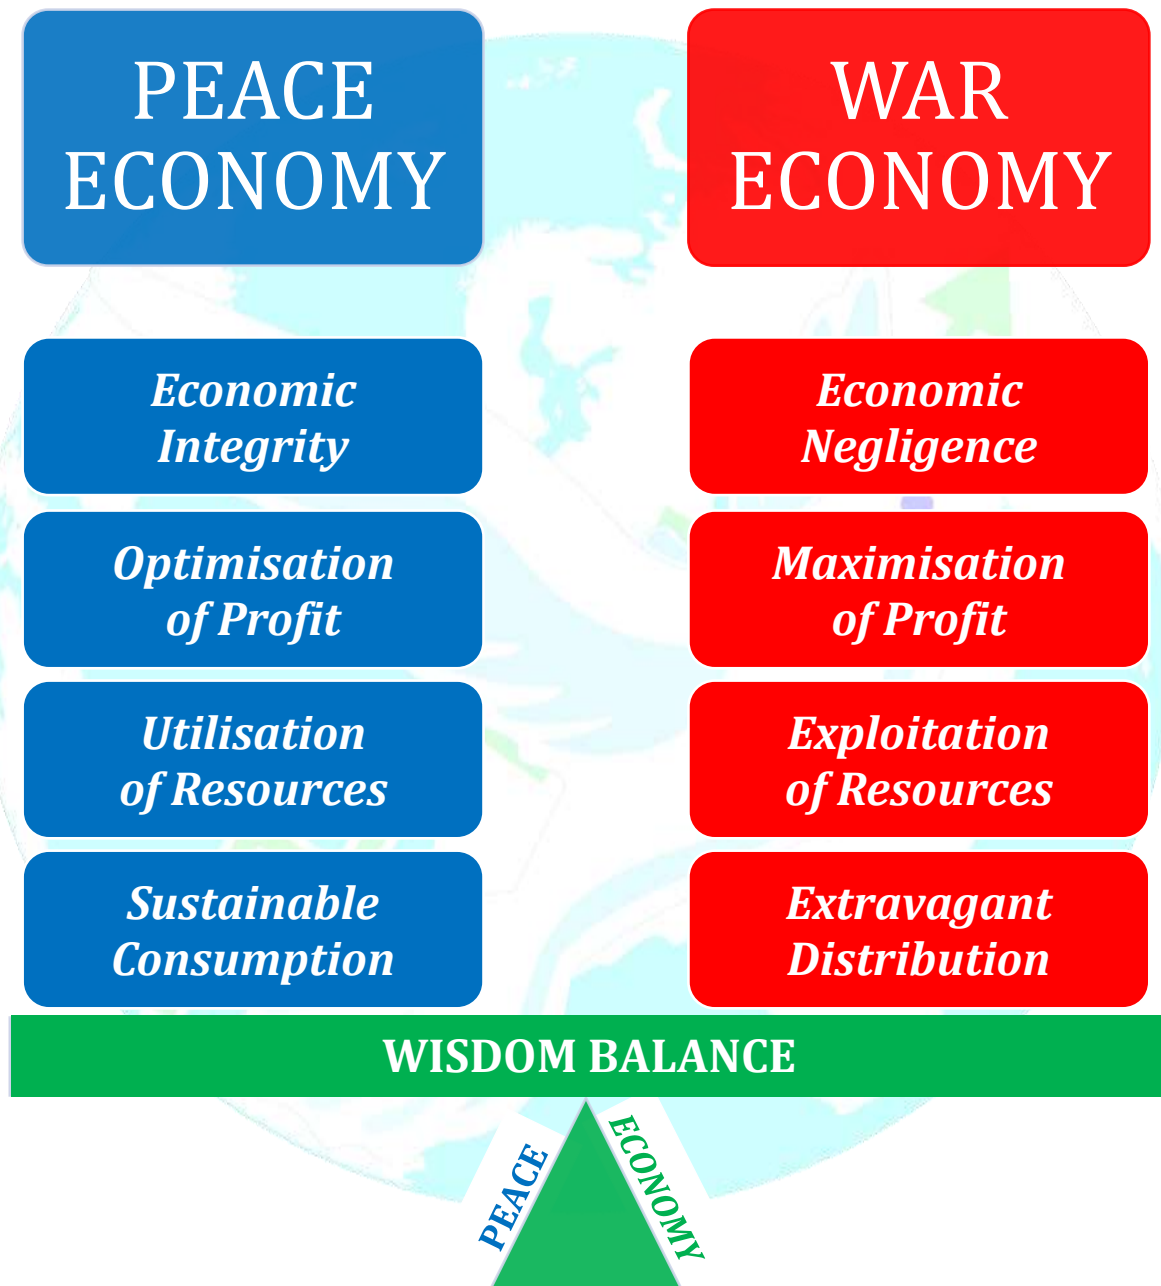 PEACE
ECONOMY
WAR
ECONOMY
Economic
Integrity
Economic
Negligence
Optimisation
of Profit
Maximisation
of Profit
Utilisation
of Resources
Exploitation
of Resources
Sustainable
Consumption
Extravagant
Distribution
WISDOM BALANCE
PEACE
ECONOMY